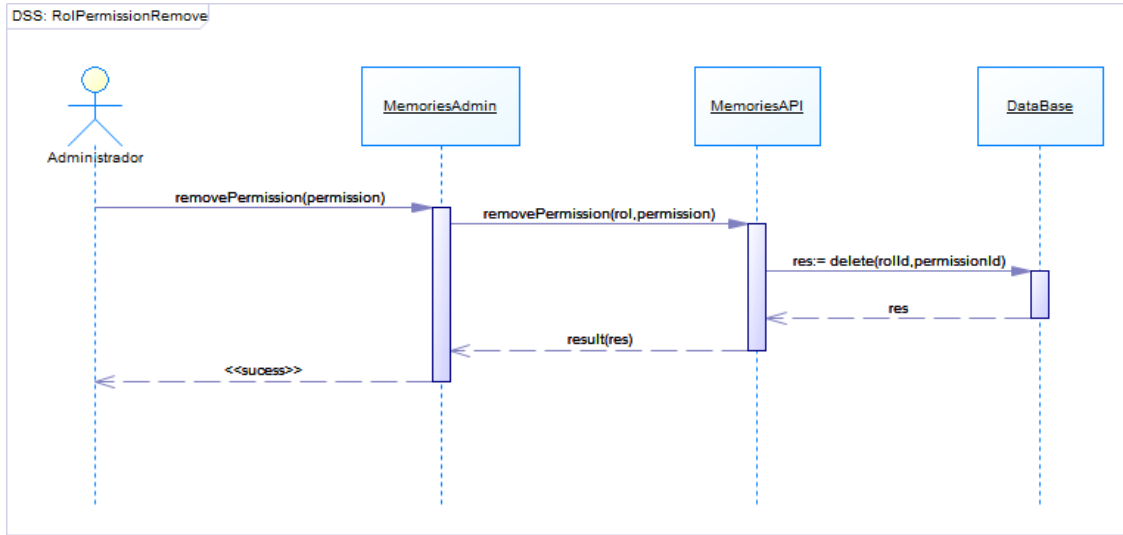 DSS: RolPermissionRemove
MemoriesAdmin
MemoriesAPI
DataBase
Administrador
removePermission(permission)
removePermission(rol,permission)
res:= delete(rolId,permissionId)
res
result(res)
<<sucess>>